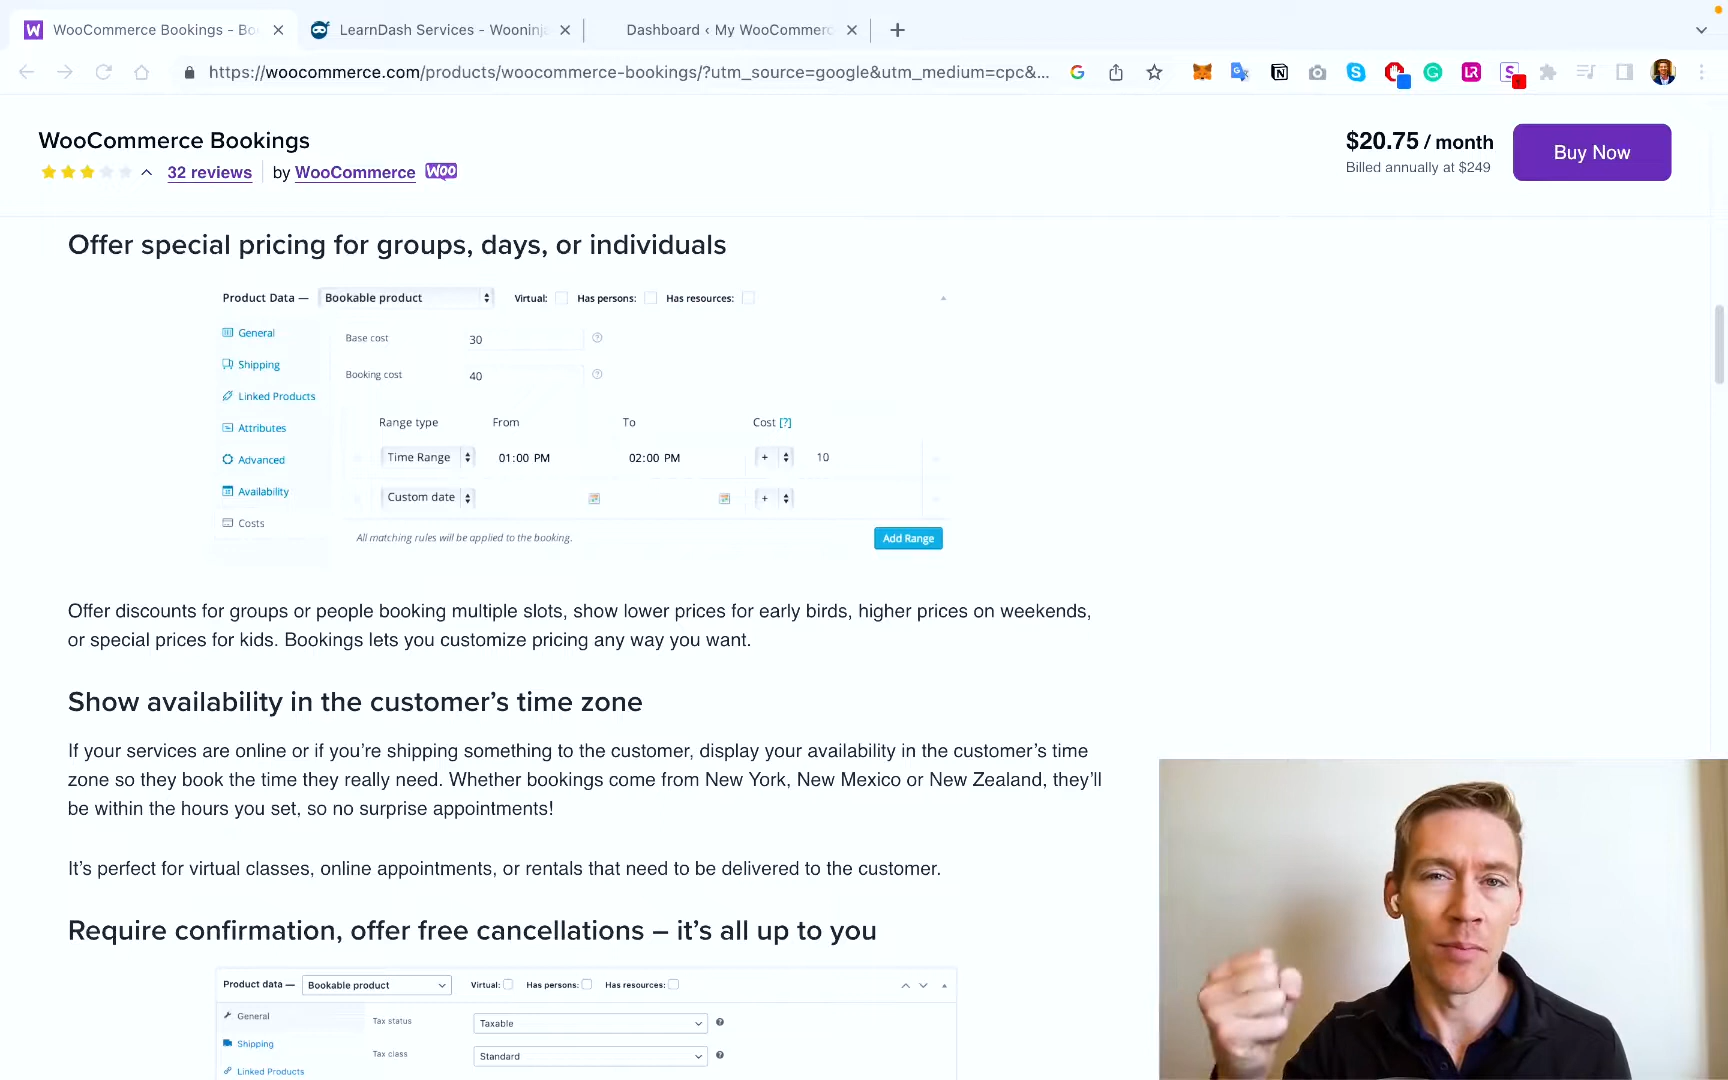 WooCommerce Bookings - Bo
LearnDash Services - Wooninja
Dashboard ‹ My WooCommerc
https://woocommerce.com/products/woocommerce-bookings/?utm_source=google&utm_medium=cpc&...
WooCommerce Bookings
32 reviews by WooCommerce WOO
$20.75 / month
Billed annually at $249
Buy Now
Offer special pricing for groups, days, or individuals
Product Data — Bookable product Virtual: Has persons: Has resources:
General
Shipping
Linked Products
Attributes
Advanced
Availability
Costs
Base cost 30
Booking cost 40
Range type From To Cost [?]
Time Range 01:00 PM 02:00 PM + 10
Custom date +
All matching rules will be applied to the booking.
Add Range
Offer discounts for groups or people booking multiple slots, show lower prices for early birds, higher prices on weekends,
or special prices for kids. Bookings lets you customize pricing any way you want.
Show availability in the customer’s time zone
If your services are online or if you’re shipping something to the customer, display your availability in the customer’s time
zone so they book the time they really need. Whether bookings come from New York, New Mexico or New Zealand, they’ll
be within the hours you set, so no surprise appointments!
It’s perfect for virtual classes, online appointments, or rentals that need to be delivered to the customer.
Require confirmation, offer free cancellations – it’s all up to you
Product data — Bookable product Virtual: Has persons: Has resources:
General
Shipping
Linked Products
Tax status Taxable
Tax class Standard